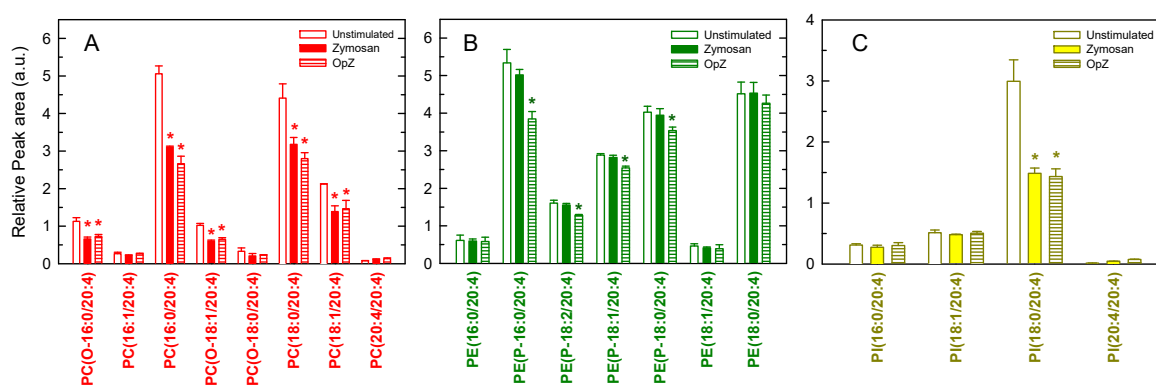 Relative Peak area (a.u.)
6
5
4
3
2
1
0
A
Unstimulated
Zymosan
OpZ
* *
* *
* *
* *
* *
PC(O-16:0/20:4)
PC(16:1/20:4)
PC(16:0/20:4)
PC(O-18:1/20:4)
PC(O-18:0/20:4)
PC(18:0/20:4)
PC(18:1/20:4)
PC(20:4/20:4)
6
5
4
3
2
1
0
B
Unstimulated
Zymosan
OpZ
*
*
*
*
PE(16:0/20:4)
PE(P-16:0/20:4)
PE(P-18:2/20:4)
PE(P-18:1/20:4)
PE(P-18:0/20:4)
PE(18:1/20:4)
PE(18:0/20:4)
4
3
2
1
0
C
Unstimulated
Zymosan
OpZ
* *
PI(16:0/20:4)
PI(18:1/20:4)
PI(18:0/20:4)
PI(20:4/20:4)